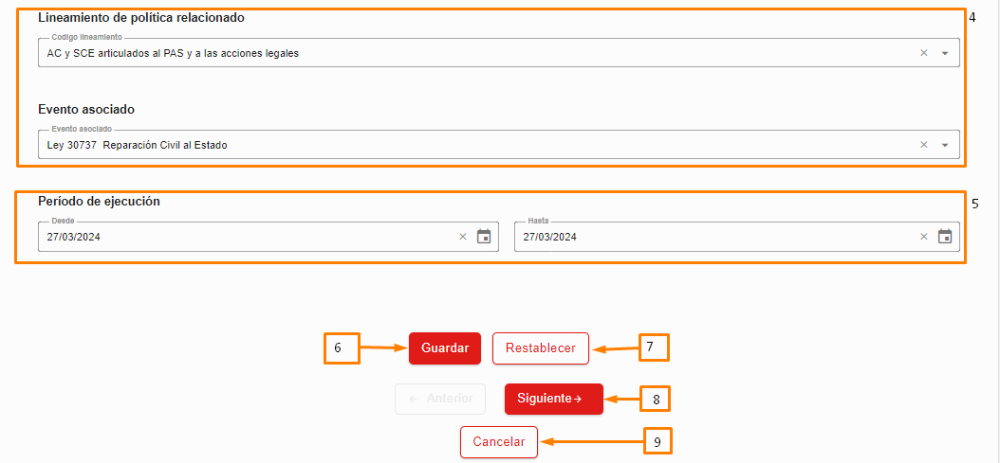 Lineamiento de política relacionado
4
Codigo lineamiento
AC y SCE articulados al PAS y a las acciones legales
Evento asociado
Evento asociado
Ley 30737 Reparación Civil al Estado
Período de ejecución
5
Desde
Hasta
27/03/2024
27/03/2024
6
Guardar
Restablecer
7
← Anterior
Siguiente→
8
Cancelar
9